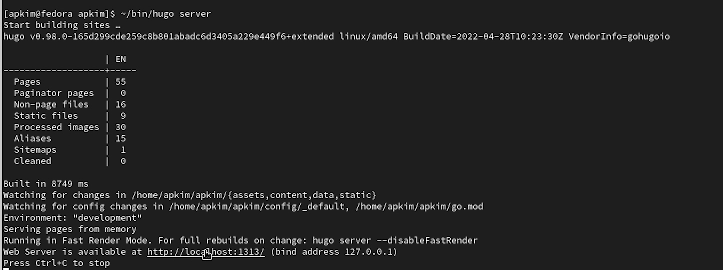 [apkim@fedora apkim]$ ~/bin/hugo server
Start building sites …
hugo v0.98.0-165d299cde259c8b801abadc6d3405a229e449f6+extended linux/amd64 BuildDate=2022-04-28T10:23:30Z VendorInfo=gohugoio
                   | EN
-------------------+-----
  Pages            | 55
  Paginator pages  |  0
  Non-page files   | 16
  Static files     |  9
  Processed images | 30
  Aliases          | 15
  Sitemaps         |  1
  Cleaned          |  0
Built in 8749 ms
Watching for changes in /home/apkim/apkim/{assets,content,data,static}
Watching for config changes in /home/apkim/apkim/config/_default, /home/apkim/apkim/go.mod
Environment: "development"
Serving pages from memory
Running in Fast Render Mode. For full rebuilds on change: hugo server --disableFastRender
Web Server is available at http://localhost:1313/ (bind address 127.0.0.1)
Press Ctrl+C to stop